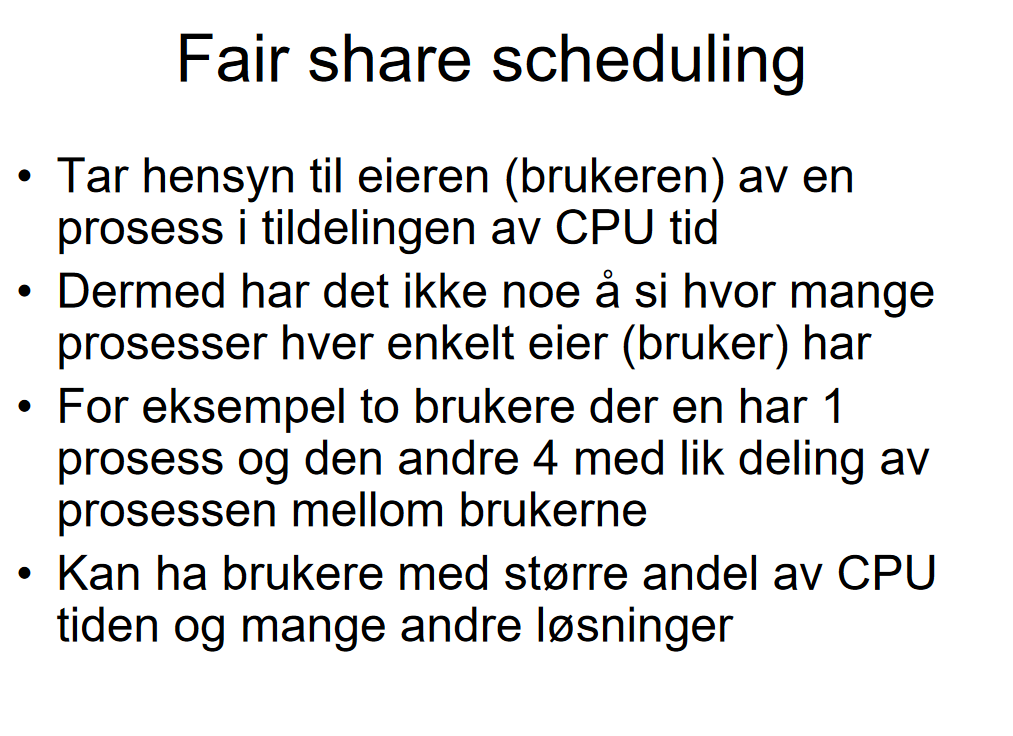 Fair share scheduling
• Tar hensyn til eieren (brukeren) av en
prosess i tildelingen av CPU tid
• Dermed har det ikke noe å si hvor mange
prosesser hver enkelt eier (bruker) har
• For eksempel to brukere der en har 1
prosess og den andre 4 med lik deling av
prosessen mellom brukerne
• Kan ha brukere med større andel av CPU
tiden og mange andre løsninger